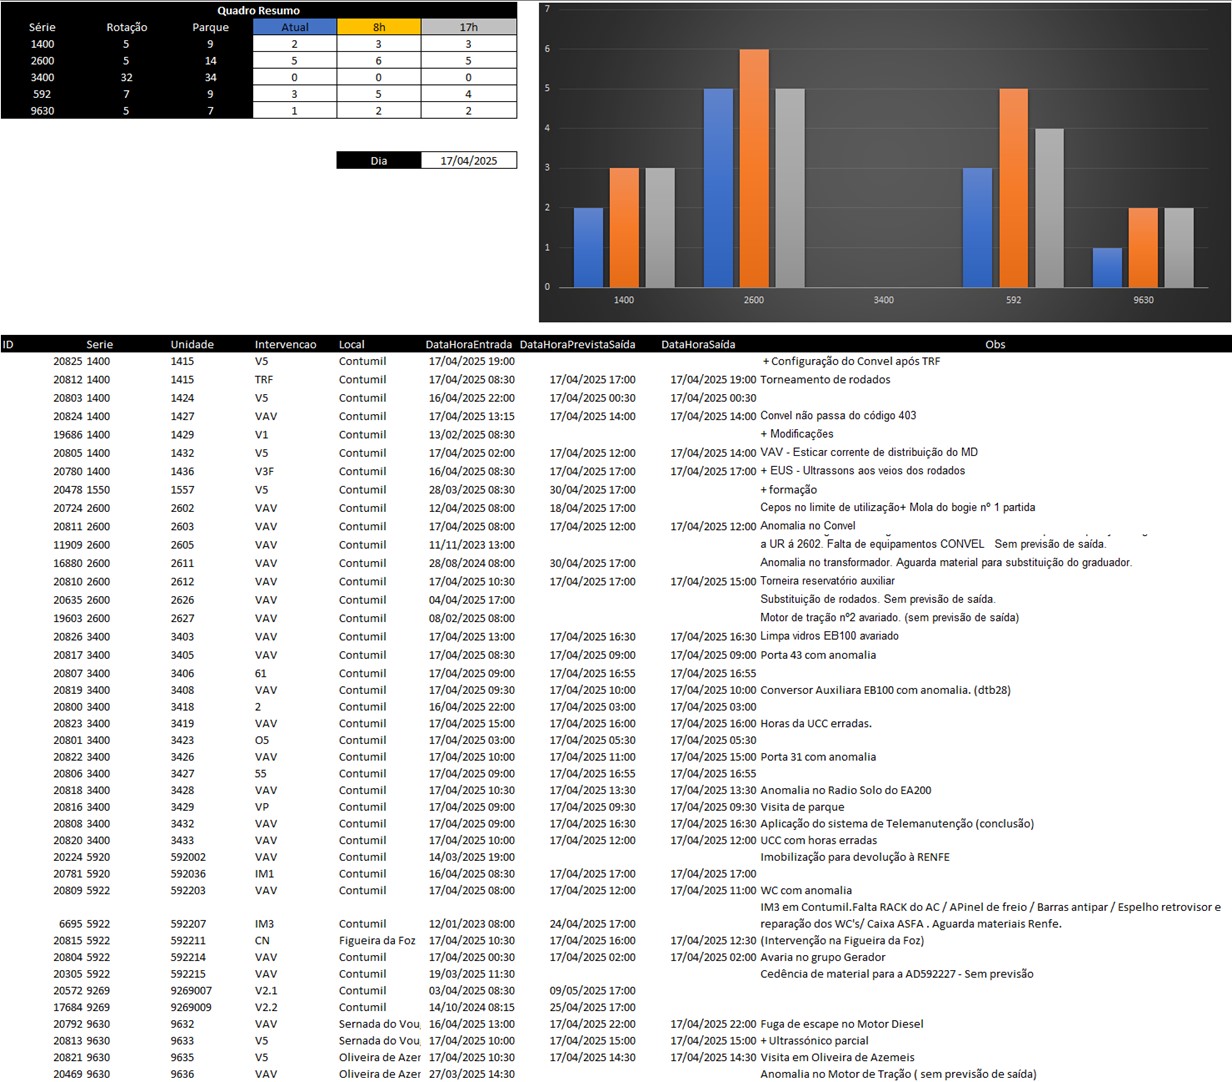 Quadro Resumo
Série Rotação Parque Atual 8h 17h
1400 5 9 2 3 3
2600 5 14 5 6 5
3400 32 34 0 0 0
592 7 9 3 5 4
9630 5 7 1 2 2
Dia 17/04/2025
7
6
5
4
3
2
1
0
1400 2600 3400 592 9630
ID Serie Unidade Intervencao Local DataHoraEntrada DataHoraPrevistaSaída DataHoraSaída Obs
20825 1400 1415 V5 Contumil 17/04/2025 19:00 + Configuração do Convel após TRF
20812 1400 1415 TRF Contumil 17/04/2025 08:30 17/04/2025 17:00 17/04/2025 19:00 Torneamento de rodados
20803 1400 1424 V5 Contumil 16/04/2025 22:00 17/04/2025 00:30 17/04/2025 00:30
20824 1400 1427 VAV Contumil 17/04/2025 13:15 17/04/2025 14:00 17/04/2025 14:00 Convel não passa do código 403
19686 1400 1429 V1 Contumil 13/02/2025 08:30 + Modificações
20805 1400 1432 V5 Contumil 17/04/2025 02:00 17/04/2025 12:00 17/04/2025 14:00 VAV - Esticar corrente de distribuição do MD
20780 1400 1436 V3F Contumil 16/04/2025 08:30 17/04/2025 17:00 17/04/2025 17:00 + EUS - Ultrassons aos veios dos rodados
20478 1550 1557 V5 Contumil 28/03/2025 08:30 30/04/2025 17:00 + formação
20724 2600 2602 VAV Contumil 12/04/2025 08:00 18/04/2025 17:00 Cepos no limite de utilização+ Mola do bogie nº 1 partida
20811 2600 2603 VAV Contumil 17/04/2025 08:00 17/04/2025 12:00 17/04/2025 12:00 Anomalia no Convel
11909 2600 2605 VAV Contumil 11/11/2023 13:00 a UR á 2602. Falta de equipamentos CONVEL Sem previsão de saída.
16880 2600 2611 VAV Contumil 28/08/2024 08:00 30/04/2025 17:00 Anomalia no transformador. Aguarda material para substituição do graduador.
20810 2600 2612 VAV Contumil 17/04/2025 10:30 17/04/2025 17:00 17/04/2025 15:00 Torneira reservatório auxiliar
20635 2600 2626 VAV Contumil 04/04/2025 17:00 Substituição de rodados. Sem previsão de saída.
19603 2600 2627 VAV Contumil 08/02/2025 08:00 Motor de tração nº2 avariado. (sem previsão de saída)
20826 3400 3403 VAV Contumil 17/04/2025 13:00 17/04/2025 16:30 17/04/2025 16:30 Limpa vidros EB100 avariado
20817 3400 3405 VAV Contumil 17/04/2025 08:30 17/04/2025 09:00 17/04/2025 09:00 Porta 43 com anomalia
20807 3400 3406 61 Contumil 17/04/2025 09:00 17/04/2025 16:55 17/04/2025 16:55
20819 3400 3408 VAV Contumil 17/04/2025 09:30 17/04/2025 10:00 17/04/2025 10:00 Conversor Auxiliara EB100 com anomalia. (dtb28)
20800 3400 3418 2 Contumil 16/04/2025 22:00 17/04/2025 03:00 17/04/2025 03:00
20823 3400 3419 VAV Contumil 17/04/2025 15:00 17/04/2025 16:00 17/04/2025 16:00 Horas da UCC erradas.
20801 3400 3423 O5 Contumil 17/04/2025 03:00 17/04/2025 05:30 17/04/2025 05:30
20822 3400 3426 VAV Contumil 17/04/2025 10:00 17/04/2025 11:00 17/04/2025 15:00 Porta 31 com anomalia
20806 3400 3427 55 Contumil 17/04/2025 09:00 17/04/2025 16:55 17/04/2025 16:55
20818 3400 3428 VAV Contumil 17/04/2025 10:30 17/04/2025 13:30 17/04/2025 13:30 Anomalia no Radio Solo do EA200
20816 3400 3429 VP Contumil 17/04/2025 09:00 17/04/2025 09:30 17/04/2025 09:30 Visita de parque
20808 3400 3432 VAV Contumil 17/04/2025 09:00 17/04/2025 16:30 17/04/2025 16:30 Aplicação do sistema de Telemanutenção (conclusão)
20820 3400 3433 VAV Contumil 17/04/2025 10:00 17/04/2025 12:00 17/04/2025 12:00 UCC com horas erradas
20224 5920 592002 VAV Contumil 14/03/2025 19:00 Imobilização para devolução à RENFE
20781 5920 592036 IM1 Contumil 16/04/2025 08:30 17/04/2025 17:00 17/04/2025 17:00
20809 5922 592203 VAV Contumil 17/04/2025 08:00 17/04/2025 12:00 17/04/2025 11:00 WC com anomalia
IM3 em Contumil.Falta RACK do AC / APinel de freio / Barras antipar / Espelho retrovisor e
6695 5922 592207 IM3 Contumil 12/01/2023 08:00 24/04/2025 17:00 reparação dos WC's/ Caixa ASFA . Aguarda materiais Renfe.
20815 5922 592211 CN Figueira da Foz 17/04/2025 10:30 17/04/2025 16:00 17/04/2025 12:30 (Intervenção na Figueira da Foz)
20804 5922 592214 VAV Contumil 17/04/2025 00:30 17/04/2025 02:00 17/04/2025 02:00 Avaria no grupo Gerador
20305 5922 592215 VAV Contumil 19/03/2025 11:30 Cedência de material para a AD592227 - Sem previsão
20572 9269 9269007 V2.1 Contumil 03/04/2025 08:30 09/05/2025 17:00
17684 9269 9269009 V2.2 Contumil 14/10/2024 08:15 25/04/2025 17:00
20792 9630 9632 VAV Sernada do Vou 16/04/2025 13:00 17/04/2025 22:00 17/04/2025 22:00 Fuga de escape no Motor Diesel
20813 9630 9633 V5 Sernada do Vou 17/04/2025 10:00 17/04/2025 15:00 17/04/2025 15:00 + Ultrassónico parcial
20821 9630 9635 V5 Oliveira de Azer 17/04/2025 10:30 17/04/2025 14:30 17/04/2025 14:30 Visita em Oliveira de Azemeis
20469 9630 9636 VAV Oliveira de Azer 27/03/2025 14:30 Anomalia no Motor de Tração ( sem previsão de saída)